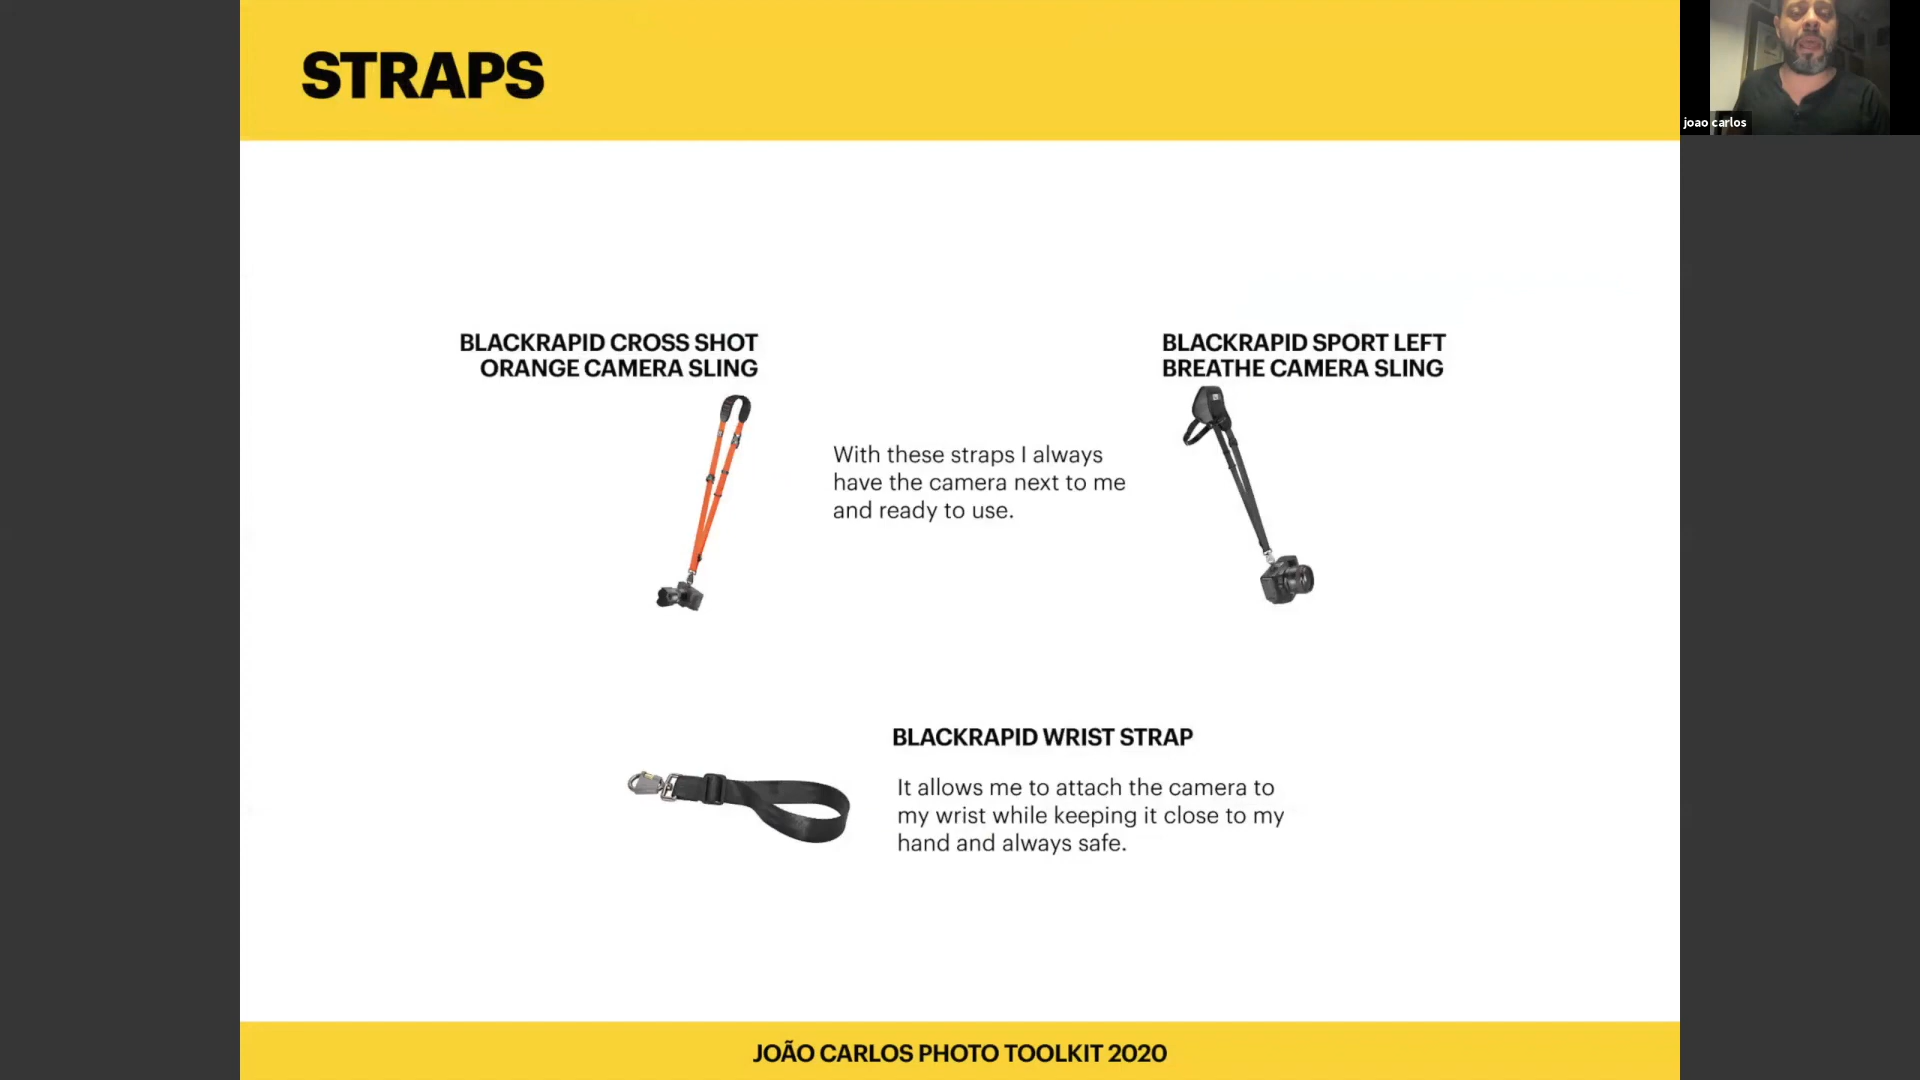 STRAPS
joao carlos
BLACKRAPID CROSS SHOT
ORANGE CAMERA SLING
BLACKRAPID SPORT LEFT
BREATHE CAMERA SLING
With these straps I always
have the camera next to me
and ready to use.
BLACKRAPID WRIST STRAP
It allows me to attach the camera to
my wrist while keeping it close to my
hand and always safe.
JOÃO CARLOS PHOTO TOOLKIT 2020